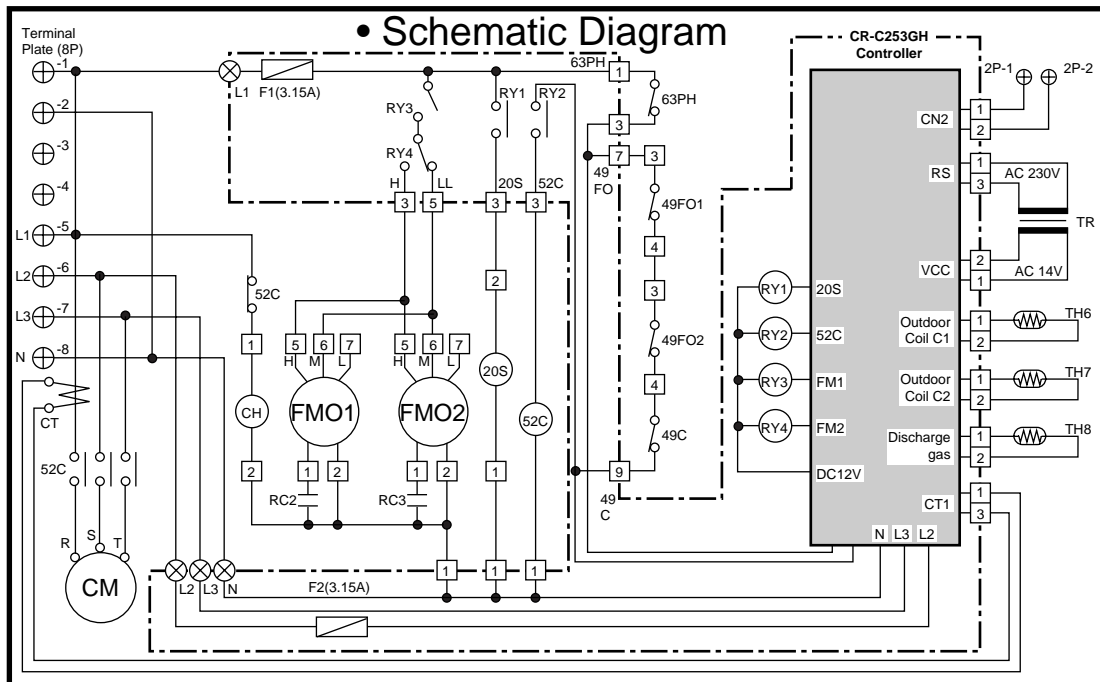 • Schematic Diagram
Terminal
Plate (8P)
-1
-2
-3
-4
L1 -5
L2 -6
L3 -7
N -8
CT
52C
R S T
CM
L1 F1(3.15A)
RY3
RY4
H LL
3 5
RY1
20S
3
RY2
52C
3
63PH
1
63PH
3
7
49
FO
3
49FO1
4
3
49FO2
4
49C
9
49
C
52C
1
CH
2
5 6 7
H M L
FMO1
1 2
RC2
5 6 7
H M L
FMO2
1 2
RC3
2
20S
1
52C
1 1 1
L2 L3 N
F2(3.15A)
CR-C253GH
Controller
2P-1 2P-2
CN2
1
2
RS
1
3
AC 230V
TR
VCC
2
1
AC 14V
RY1 20S
RY2 52C
RY3 FM1
RY4 FM2
DC12V
Outdoor
Coil C1
1
2
TH6
Outdoor
Coil C2
1
2
TH7
Discharge
gas
1
2
TH8
CT1
1
3
N L3 L2